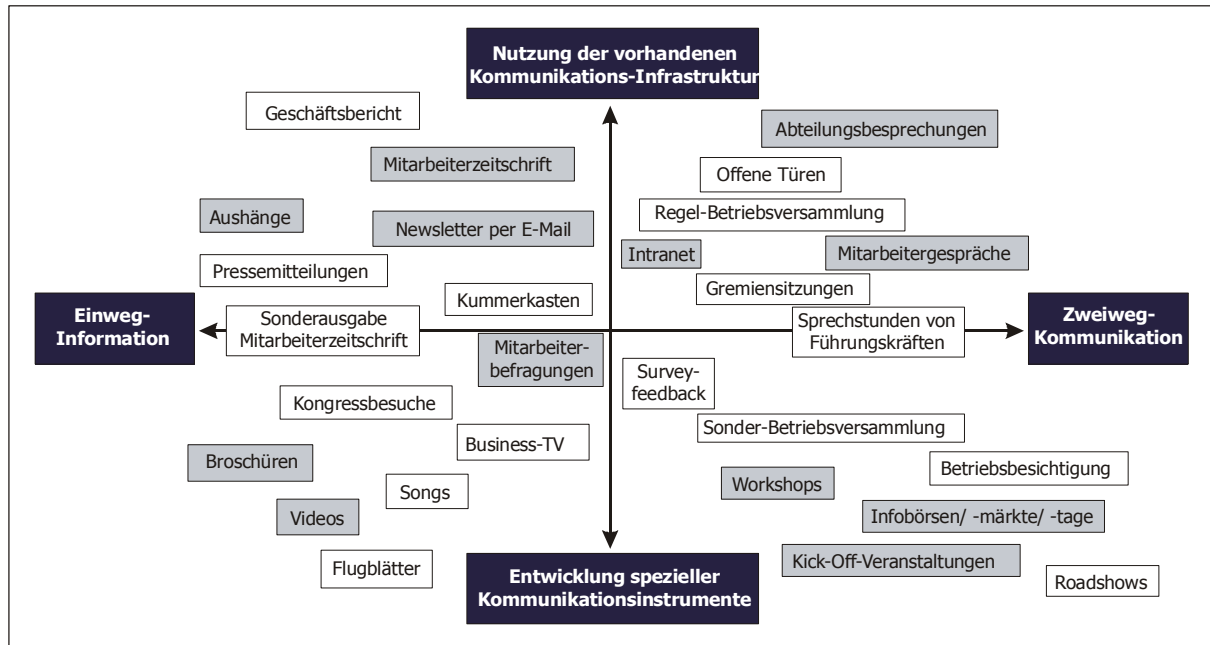 Nutzung der vorhandenen
Kommunikations-Infrastruktur
Geschäftsbericht
Abteilungsbesprechungen
Mitarbeiterzeitschrift
Offene Türen
Aushänge
Regel-Betriebsversammlung
Newsletter per E-Mail
Intranet
Mitarbeitergespräche
Pressemitteilungen
Gremiensitzungen
Kummerkasten
Einweg-
Information
Sonderausgabe
Mitarbeiterzeitschrift
Sprechstunden von
Führungskräften
Zweiweg-
Kommunikation
Mitarbeiter-
befragungen
Survey-
feedback
Kongressbesuche
Sonder-Betriebsversammlung
Business-TV
Broschüren
Betriebsbesichtigung
Workshops
Songs
Videos
Infobörsen/ -märkte/ -tage
Kick-Off-Veranstaltungen
Flugblätter
Roadshows
Entwicklung spezieller
Kommunikationsinstrumente